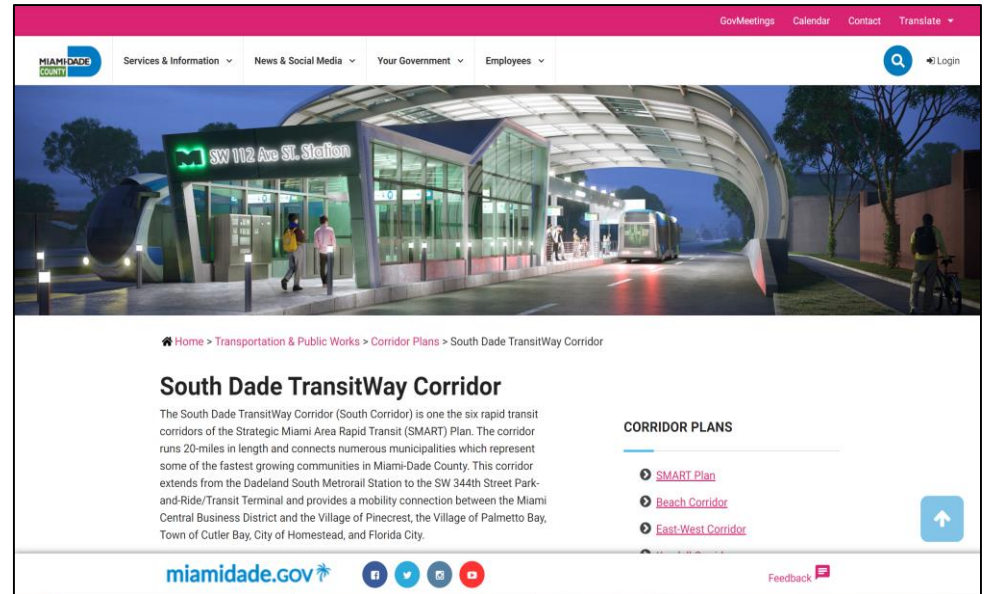 GovMeetings Calendar Contact Translate
MIAMI-DADE
COUNTY
Services & Information News & Social Media Your Government Employees Login
SW 112 Ave St. Station
Home > Transportation & Public Works > Corridor Plans > South Dade TransitWay Corridor
South Dade TransitWay Corridor
The South Dade TransitWay Corridor (South Corridor) is one the six rapid transit
corridors of the Strategic Miami Area Rapid Transit (SMART) Plan. The corridor
runs 20-miles in length and connects numerous municipalities which represent
some of the fastest growing communities in Miami-Dade County. This corridor
extends from the Dadeland South Metrorail Station to the SW 344th Street Park-
and-Ride/Transit Terminal and provides a mobility connection between the Miami
Central Business District and the Village of Pinecrest, the Village of Palmetto Bay,
Town of Cutler Bay, City of Homestead, and Florida City.
CORRIDOR PLANS
SMART Plan
Beach Corridor
East-West Corridor
miamidade.gov
Feedback